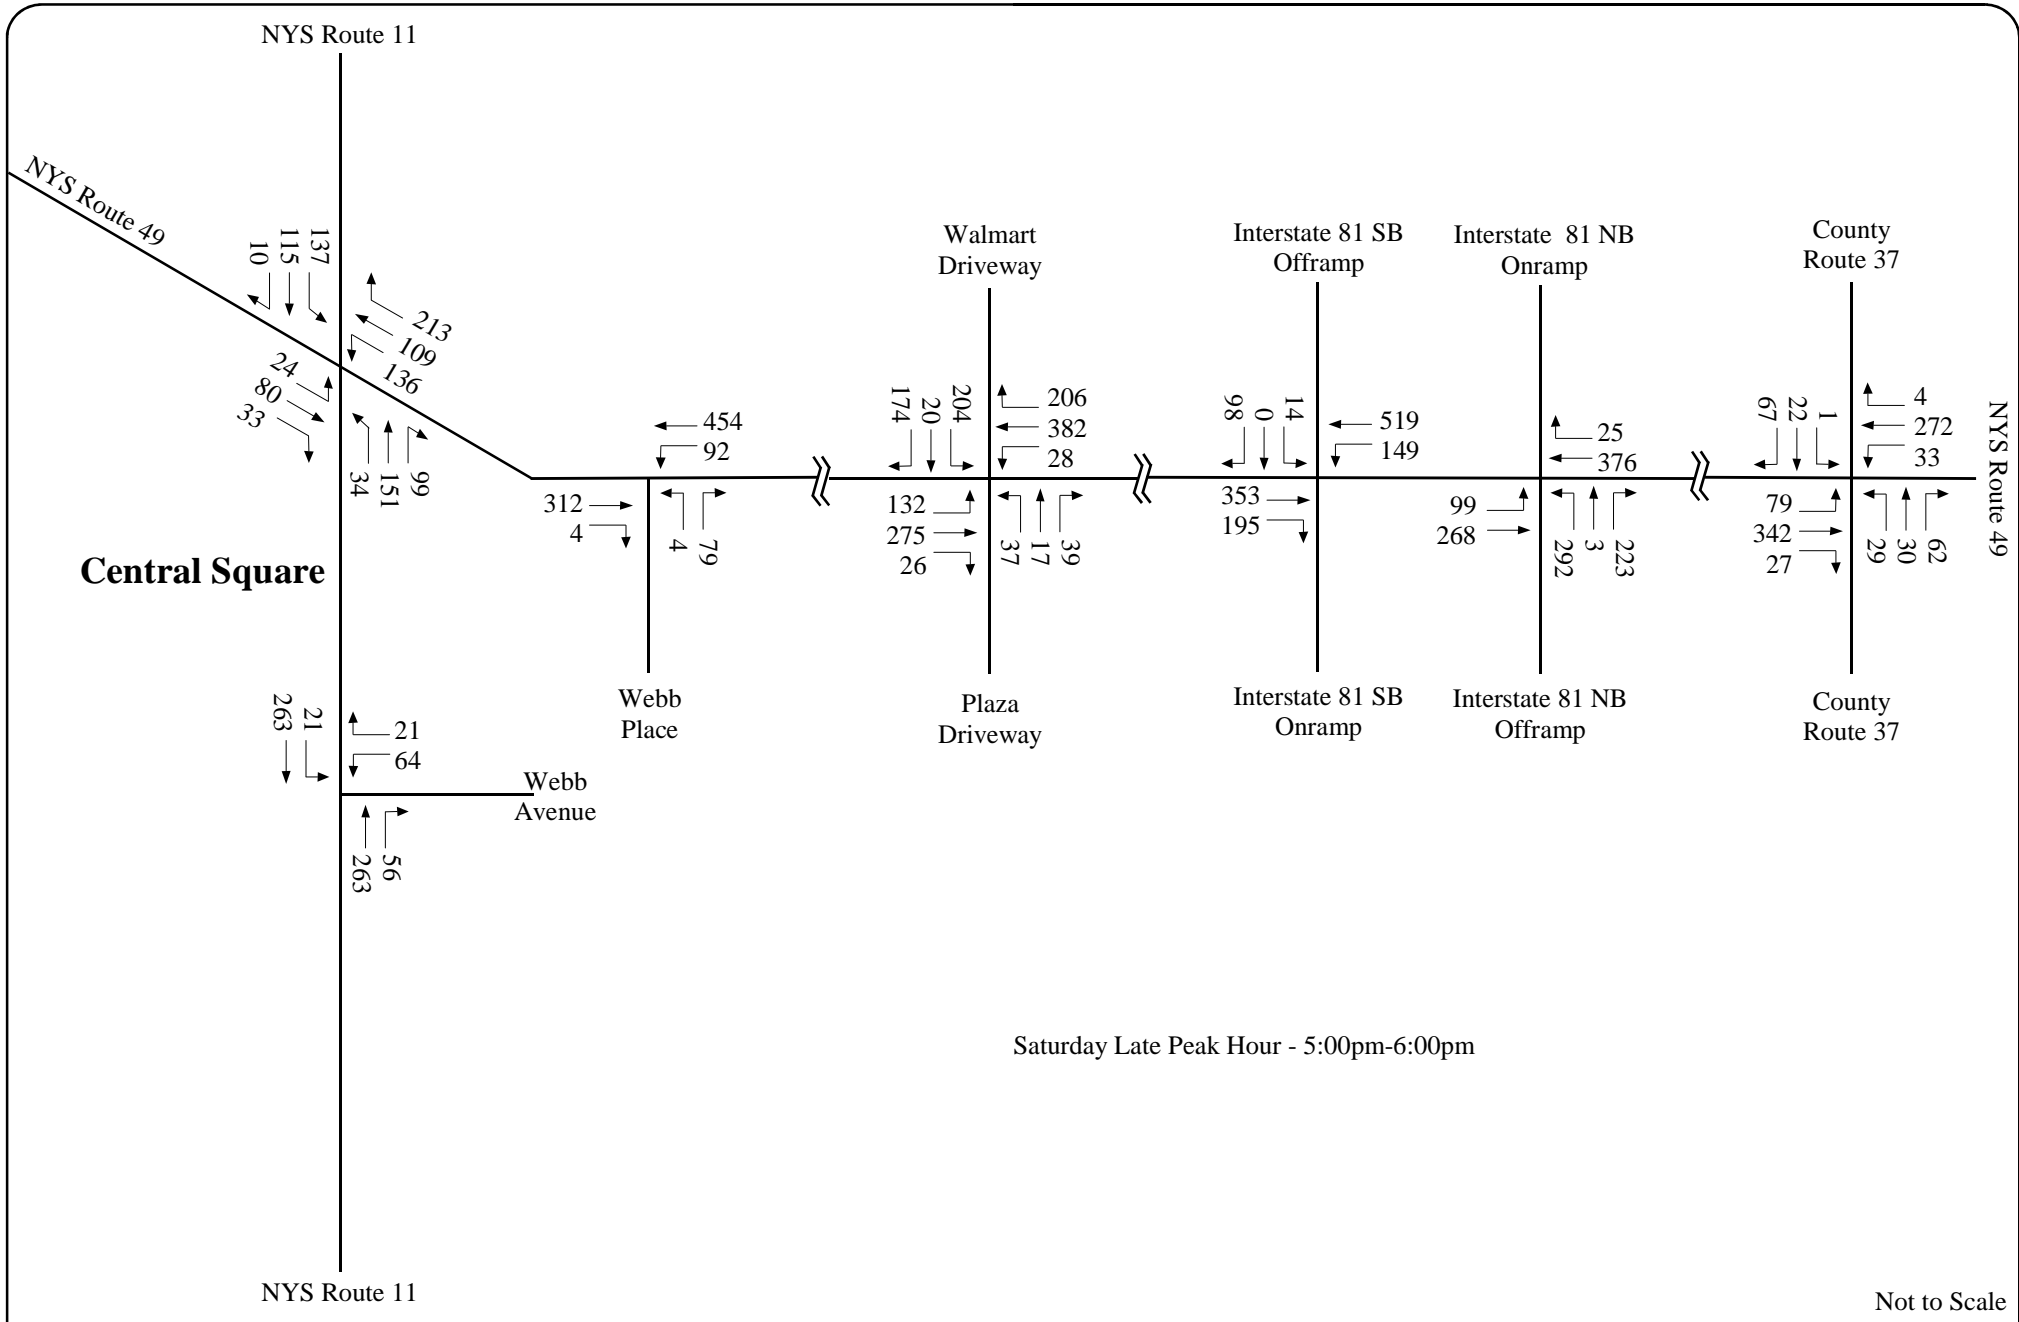 NYS Route 11
NYS Route 49
10
115
137
213
109
136
24
80
33
34
151
99
Central Square
454
92
312
4
4
79
Webb
Place
Walmart
Driveway
174
20
204
206
382
28
132
275
26
37
17
39
Plaza
Driveway
Interstate 81 SB
Offramp
98
0
14
519
149
353
195
Interstate 81 SB
Onramp
Interstate  81 NB
Onramp
25
376
99
268
292
3
223
Interstate 81 NB
Offramp
County
Route 37
67
22
1
4
272
33
79
342
27
29
30
62
County
Route 37
NYS Route 49
263
21
21
64
Webb
Avenue
263
56
Saturday Late Peak Hour - 5:00pm-6:00pm
NYS Route 11
Not to Scale